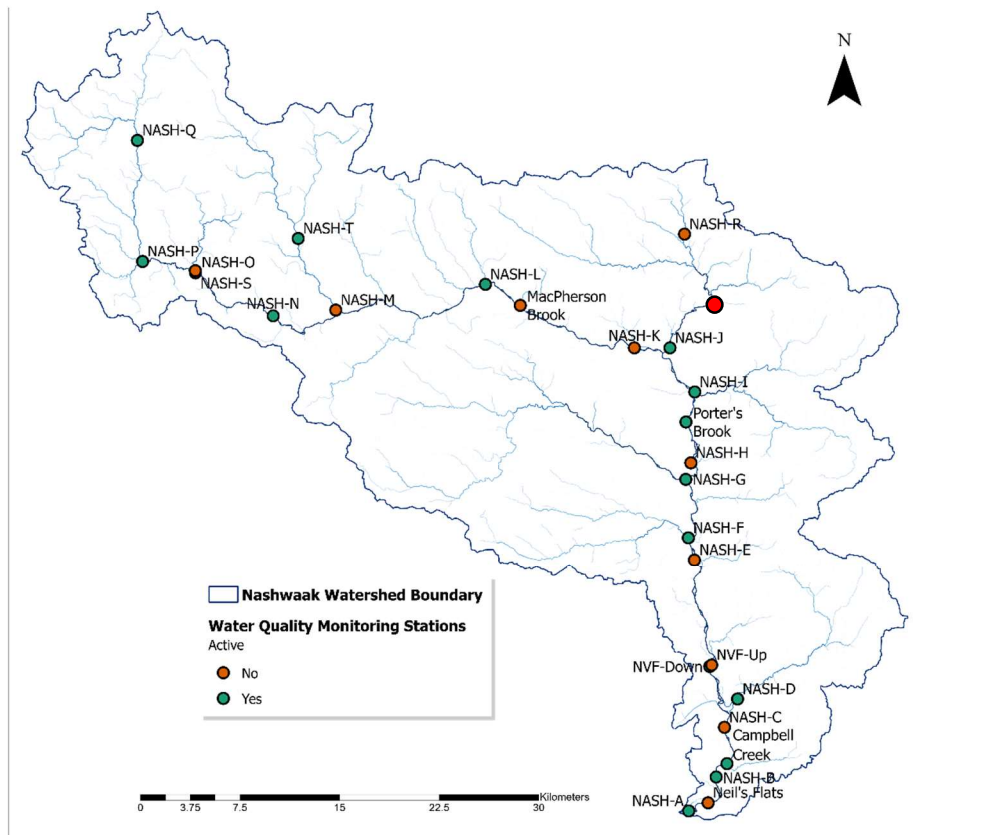 N
NASH-Q
NASH-R
NASH-T
NASH-P
NASH-O
NASH-S
NASH-L
NASH-N
NASH-M
MacPherson
Brook
NASH-K
NASH-J
NASH-I
Porter's
Brook
NASH-H
NASH-G
NASH-F
NASH-E
Nashwaak Watershed Boundary
Water Quality Monitoring Stations
Active
No
Yes
NVF-Up
NVF-Down
NASH-D
NASH-C
Campbell
Creek
NASH-B
Neil's Flats
NASH-A
Kilometers
0 3.75 7.5 15 22.5 30